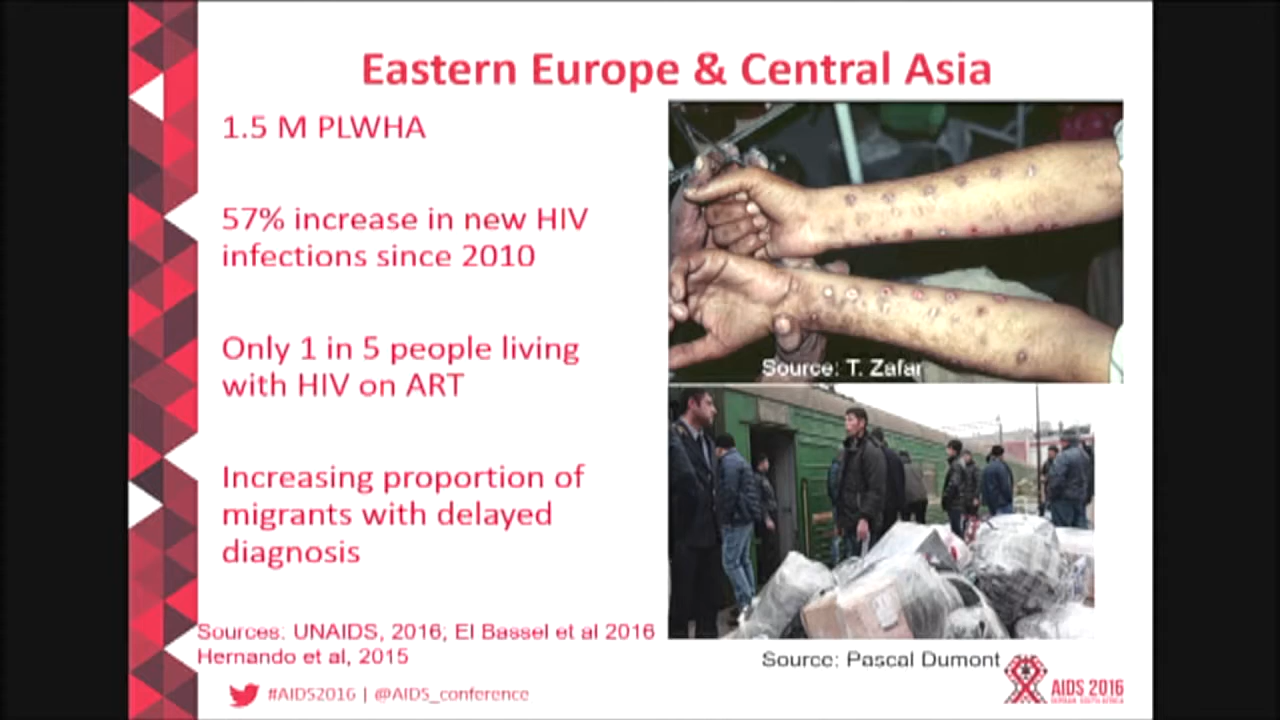 Eastern Europe & Central Asia
1.5 M PLWHA
57% increase in new HIV
infections since 2010
Only 1 in 5 people living
with HIV on ART
Increasing proportion of
migrants with delayed
diagnosis
Source: T. Zafar
Sources: UNAIDS, 2016; El Bassel et al 2016
Hernando et al, 2015
Source: Pascal Dumont
#AIDS2016 | @AIDS_conference
AIDS 2016
DURBAN, SOUTH AFRICA